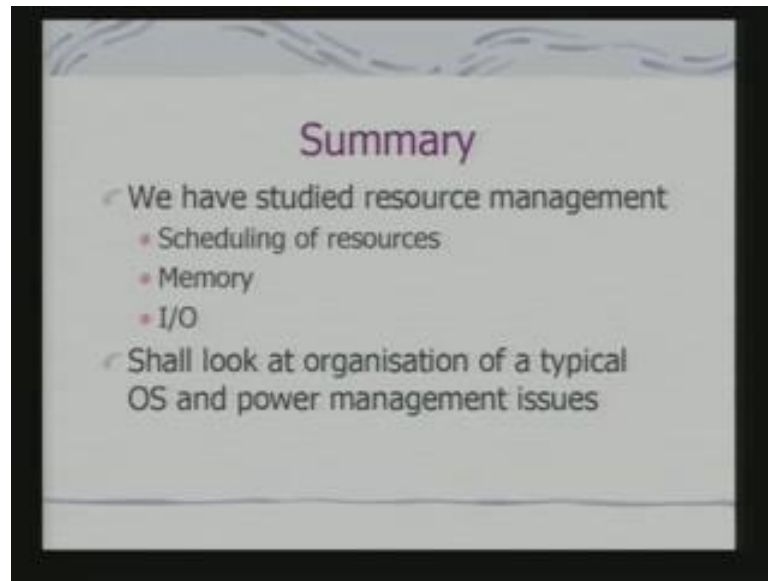 Summary
We have studied resource management
Scheduling of resources
Memory
I/O
Shall look at organisation of a typical
OS and power management issues